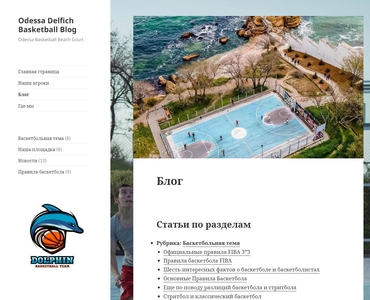 Odessa Delfich
Basketball Blog
Odessa Basketball Beach Court
Главная страница
Наши игроки
Блог
Где мы
Баскетбольная тема (8)
Наша площадка (6)
Новости (13)
Правила баскетбола (6)
DOLPHIN
BASKETBALL TEAM
Блог
Статьи по разделам
Рубрика: Баскетбольная тема
Официальные правила FIBA 3*3
Правила баскетбола FIBA
Шесть интересных фактов о баскетболе и баскетболистах
Основные Правила Баскетбола
Еще по поводу различий баскетбола и стритбола
Стритбол и классический баскетбол